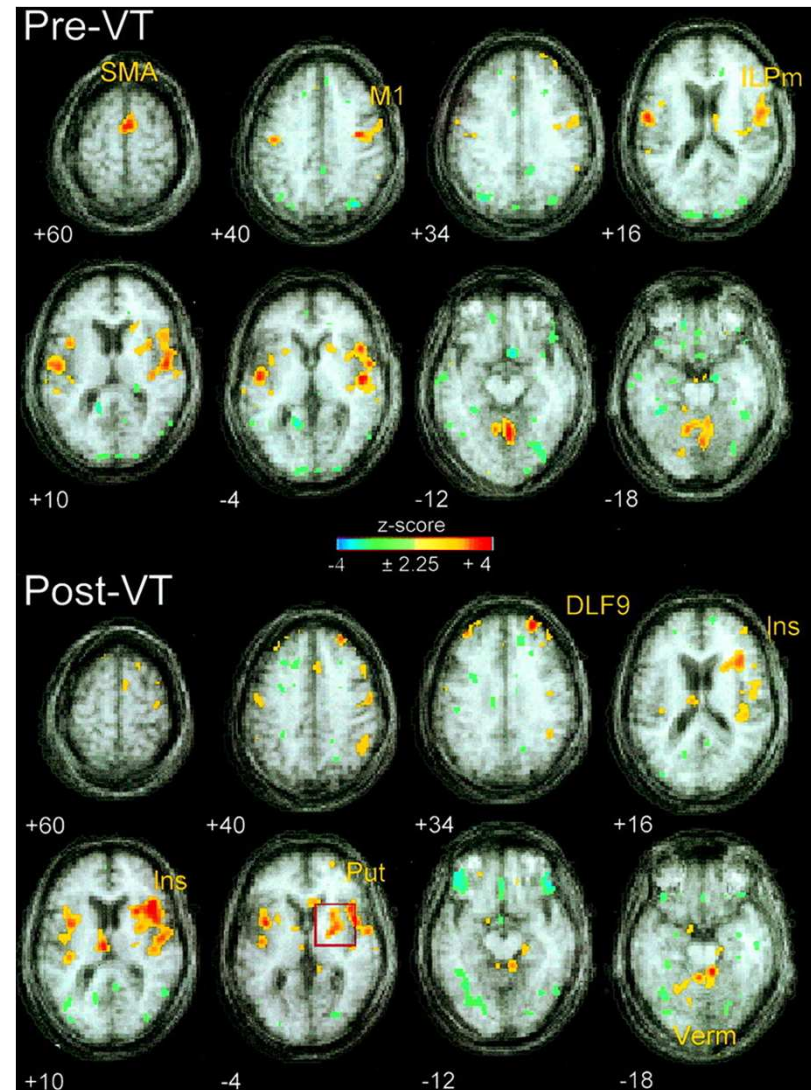 Pre-VT
SMA
M1
ILPm
+60
+40
+34
+16
+10
-4
-12
-18
z-score
-4 ± 2.25 + 4
Post-VT
DLF9
Ins
+60
+40
+34
+16
Ins
Put
Verm
+10
-4
-12
-18